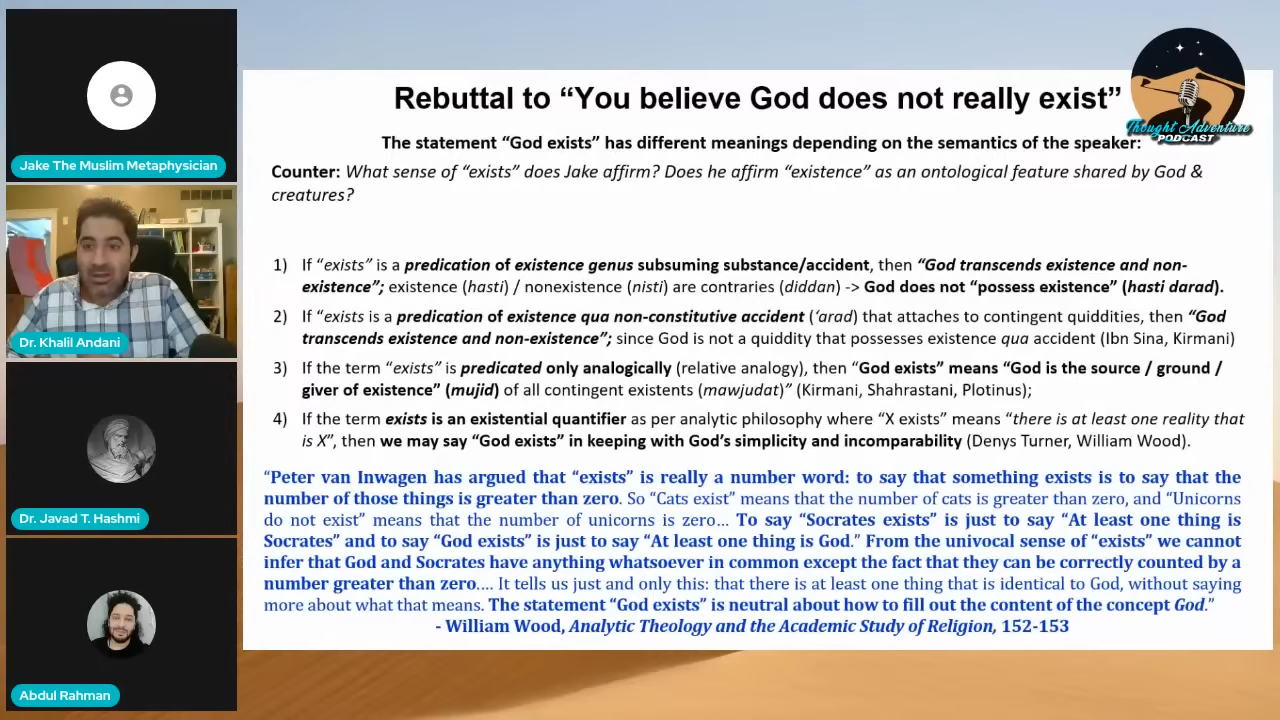 Jake The Muslim Metaphysician
Dr. Khalil Andani
Dr. Javad T. Hashmi
Abdul Rahman
Thought Adventure
PODCAST
Rebuttal to “You believe God does not really exist”
The statement “God exists” has different meanings depending on the semantics of the speaker:
Counter: What sense of “exists” does Jake affirm? Does he affirm “existence” as an ontological feature shared by God &
creatures?
1) If “exists” is a predication of existence genus subsuming substance/accident, then “God transcends existence and non-
existence”; existence (hasti) / nonexistence (nisti) are contraries (diddan) -> God does not “possess existence” (hasti darad).
2) If “exists is a predication of existence qua non-constitutive accident (‘arad) that attaches to contingent quiddities, then “God
transcends existence and non-existence”; since God is not a quiddity that possesses existence qua accident (Ibn Sina, Kirmani)
3) If the term “exists” is predicated only analogically (relative analogy), then “God exists” means “God is the source / ground /
giver of existence” (mujid) of all contingent existents (mawjudat)” (Kirmani, Shahrastani, Plotinus);
4) If the term exists is an existential quantifier as per analytic philosophy where “X exists” means “there is at least one reality that
is X”, then we may say “God exists” in keeping with God’s simplicity and incomparability (Denys Turner, William Wood).
“Peter van Inwagen has argued that “exists” is really a number word: to say that something exists is to say that the
number of those things is greater than zero. So “Cats exist” means that the number of cats is greater than zero, and “Unicorns
do not exist” means that the number of unicorns is zero… To say “Socrates exists” is just to say “At least one thing is
Socrates” and to say “God exists” is just to say “At least one thing is God.” From the univocal sense of “exists” we cannot
infer that God and Socrates have anything whatsoever in common except the fact that they can be correctly counted by a
number greater than zero.… It tells us just and only this: that there is at least one thing that is identical to God, without saying
more about what that means. The statement “God exists” is neutral about how to fill out the content of the concept God.”
- William Wood, Analytic Theology and the Academic Study of Religion, 152-153